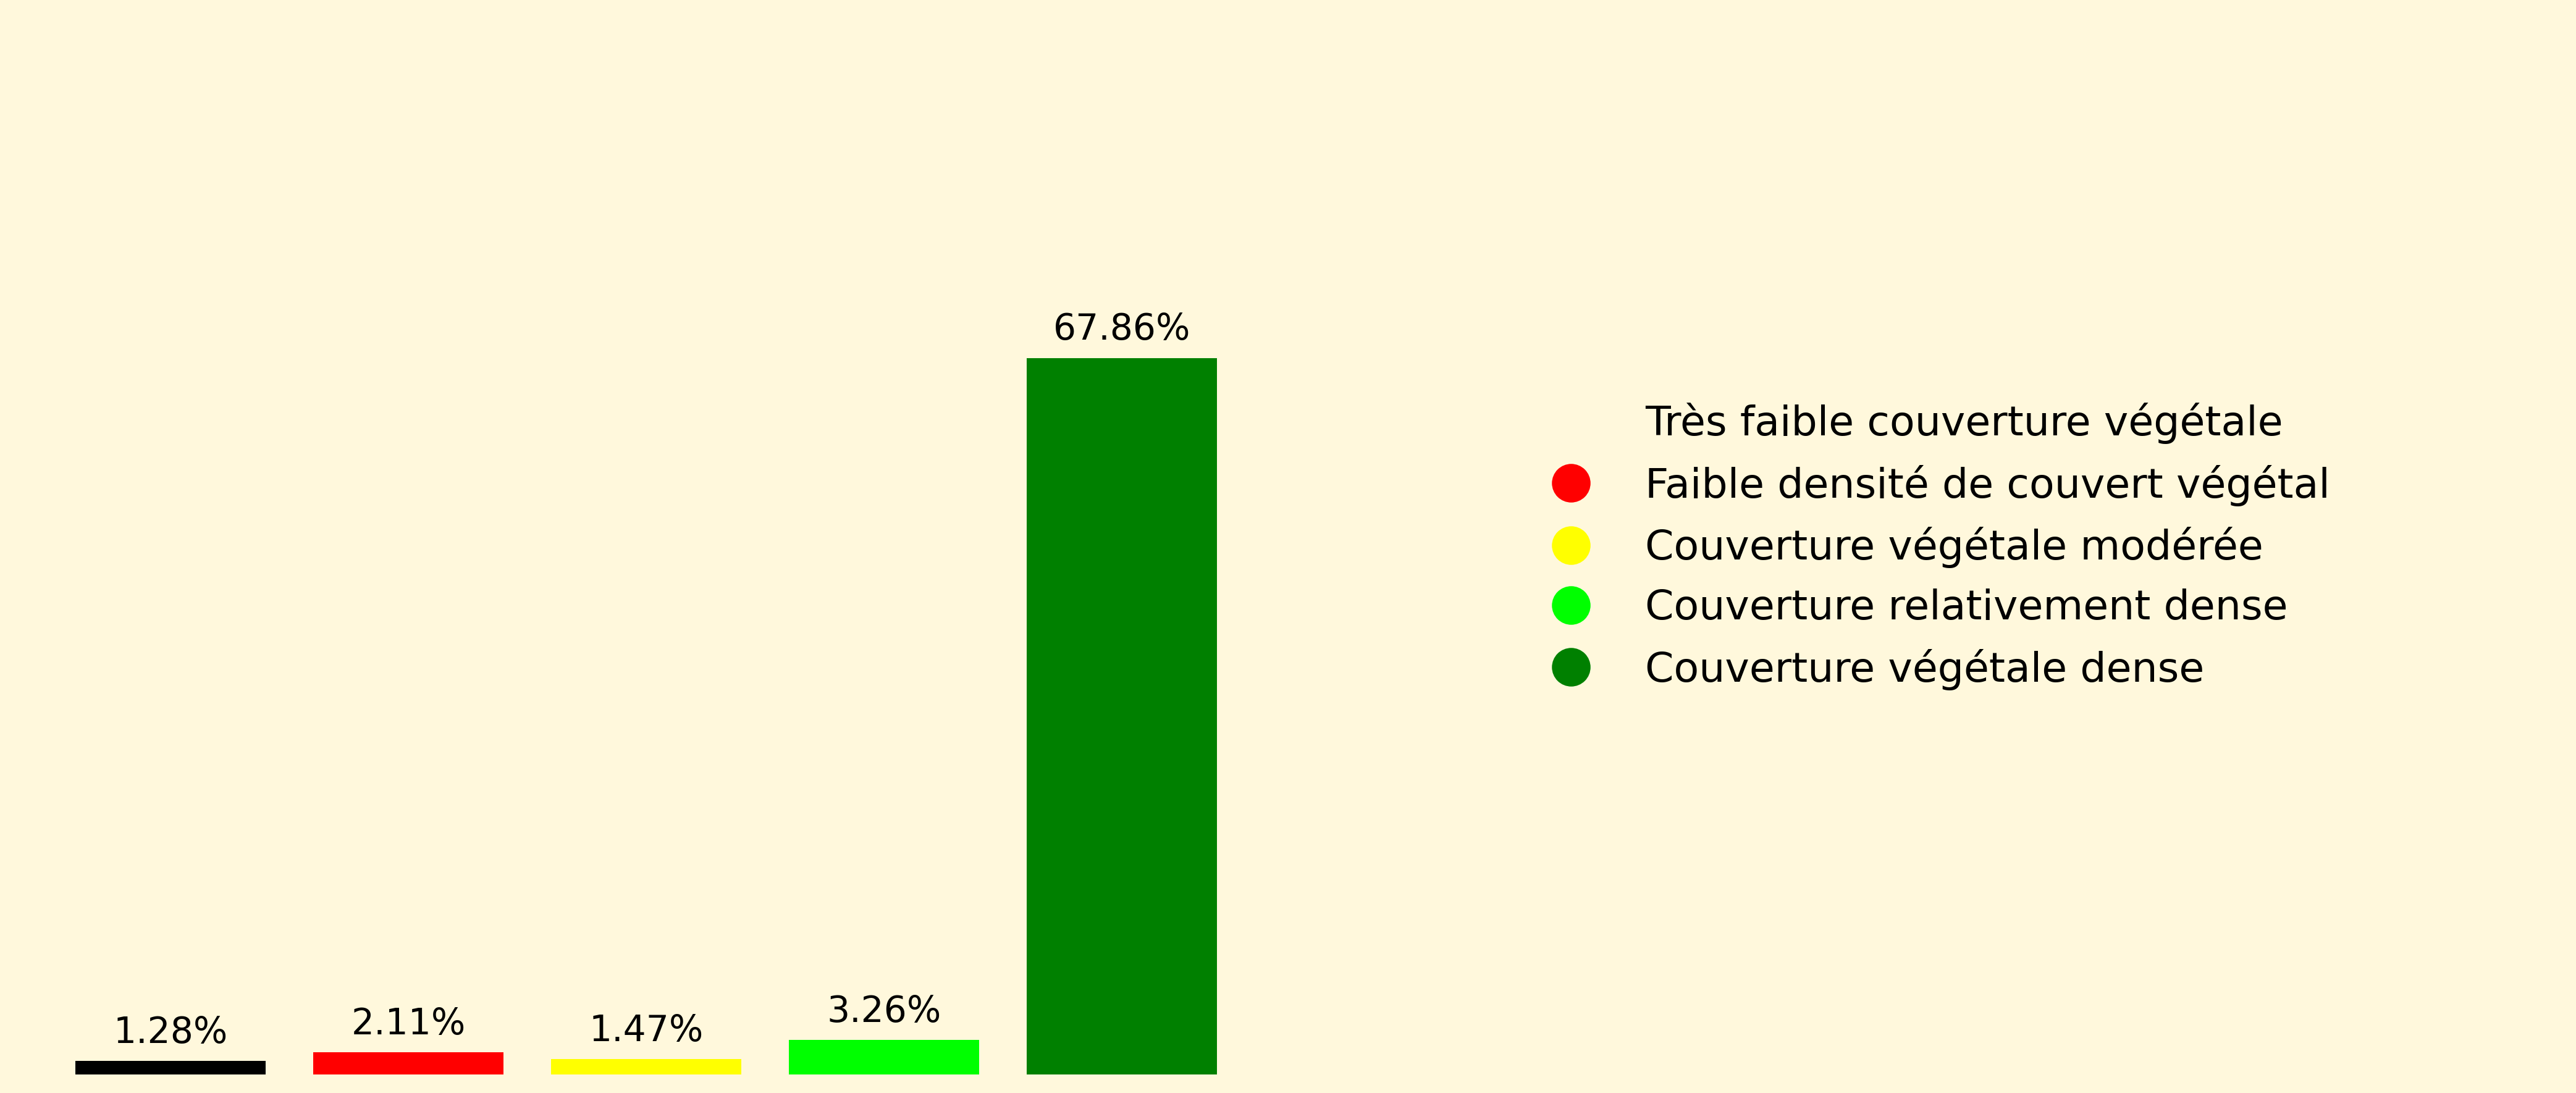 67.86%
1.28%
2.11%
1.47%
3.26%
Très faible couverture végétale
Faible densité de couvert végétal
Couverture végétale modérée
Couverture relativement dense
Couverture végétale dense